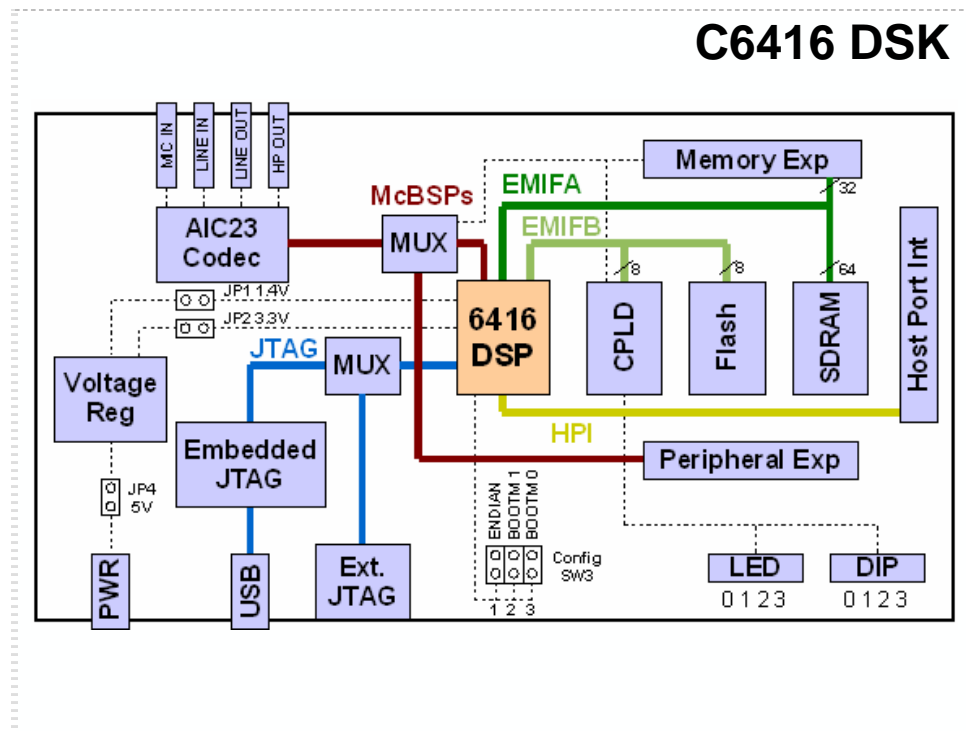 C6416 DSK
MIC IN
LINE IN
LINE OUT
HP OUT
Memory Exp
32
McBSPs
EMIFA
AIC23
Codec
MUX
EMIFB
8
8
64
Host Port Int
JP1 1.4V
JP2 3.3V
6416
DSP
CPLD
Flash
SDRAM
JTAG
MUX
Voltage
Reg
HPI
Embedded
JTAG
Peripheral Exp
JP4
5V
ENDIAN
BOOTM 1
BOOTM 0
Config
SW3
1 2 3
PWR
USB
Ext.
JTAG
LED
0 1 2 3
DIP
0 1 2 3